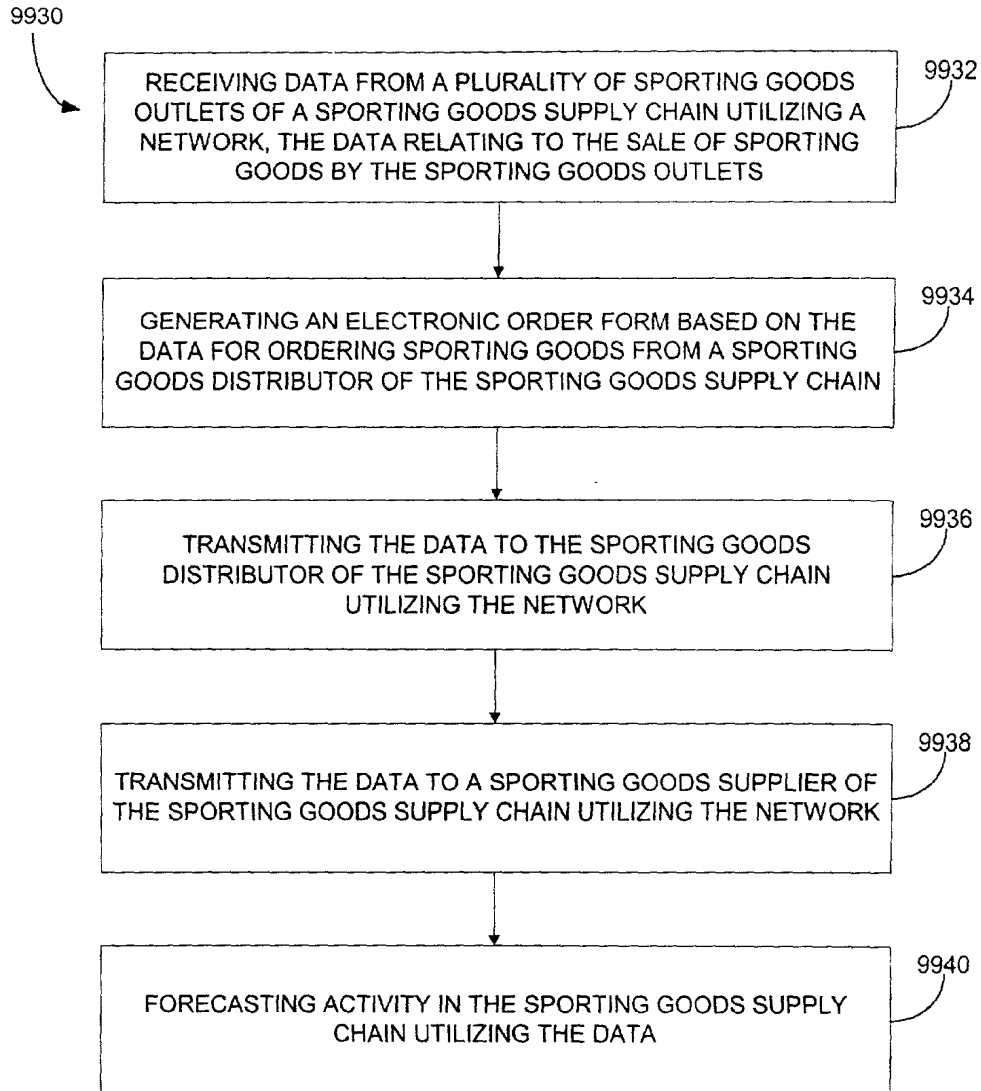 9930
RECEIVING DATA FROM A PLURALITY OF SPORTING GOODS
OUTLETS OF A SPORTING GOODS SUPPLY CHAIN UTILIZING A
NETWORK, THE DATA RELATING TO THE SALE OF SPORTING
GOODS BY THE SPORTING GOODS OUTLETS
9932
GENERATING AN ELECTRONIC ORDER FORM BASED ON THE
DATA FOR ORDERING SPORTING GOODS FROM A SPORTING
GOODS DISTRIBUTOR OF THE SPORTING GOODS SUPPLY CHAIN
9934
TRANSMITTING THE DATA TO THE SPORTING GOODS
DISTRIBUTOR OF THE SPORTING GOODS SUPPLY CHAIN
UTILIZING THE NETWORK
9936
TRANSMITTING THE DATA TO A SPORTING GOODS SUPPLIER OF
THE SPORTING GOODS SUPPLY CHAIN UTILIZING THE NETWORK
9938
FORECASTING ACTIVITY IN THE SPORTING GOODS SUPPLY
CHAIN UTILIZING THE DATA
9940